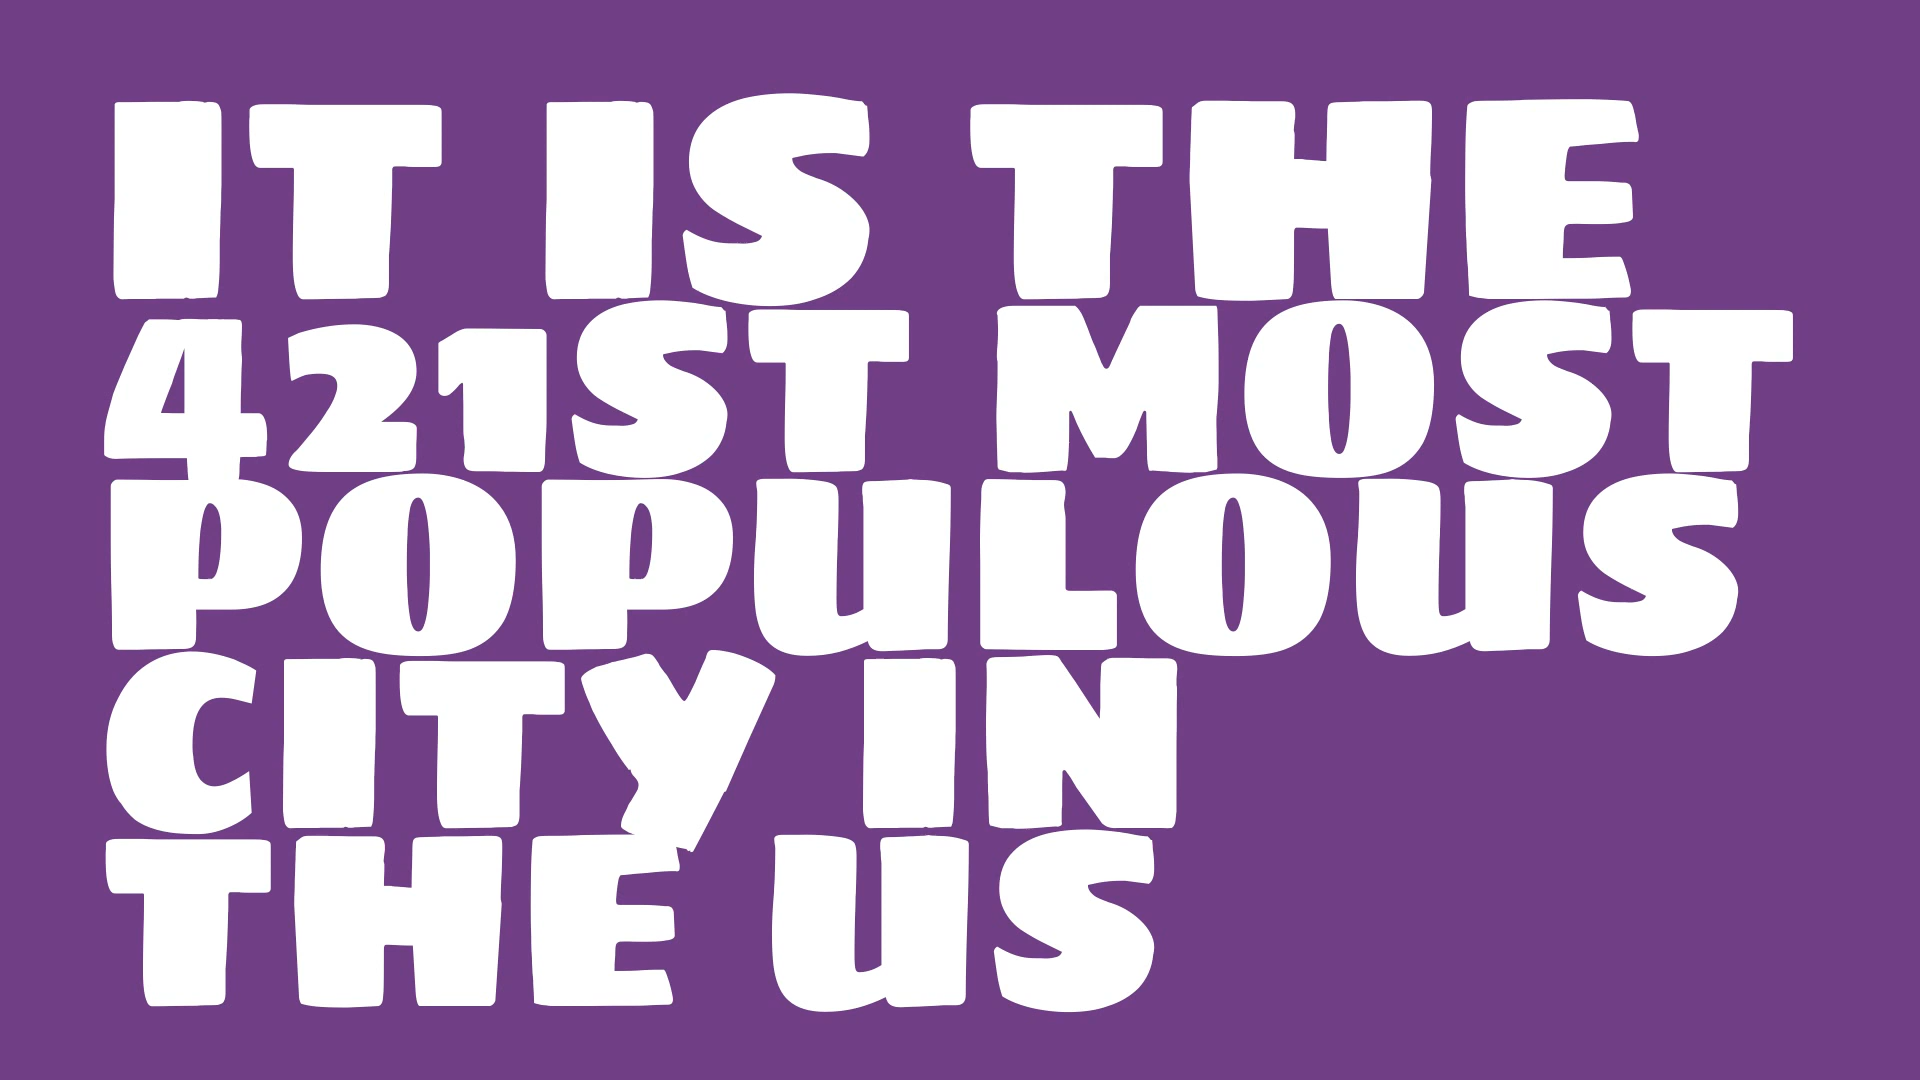 IT IS THE
421ST MOST
POPULOUS
CITY IN
THE US